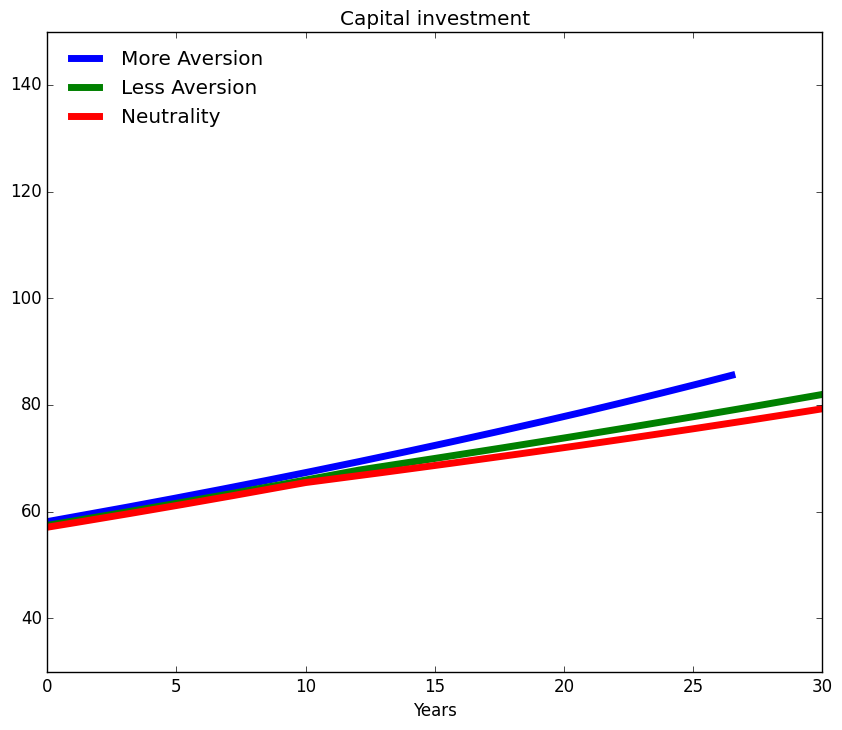 Capital investment
More Aversion
Less Aversion
Neutrality
140
120
100
80
60
40
0 5 10 15 20 25 30
Years